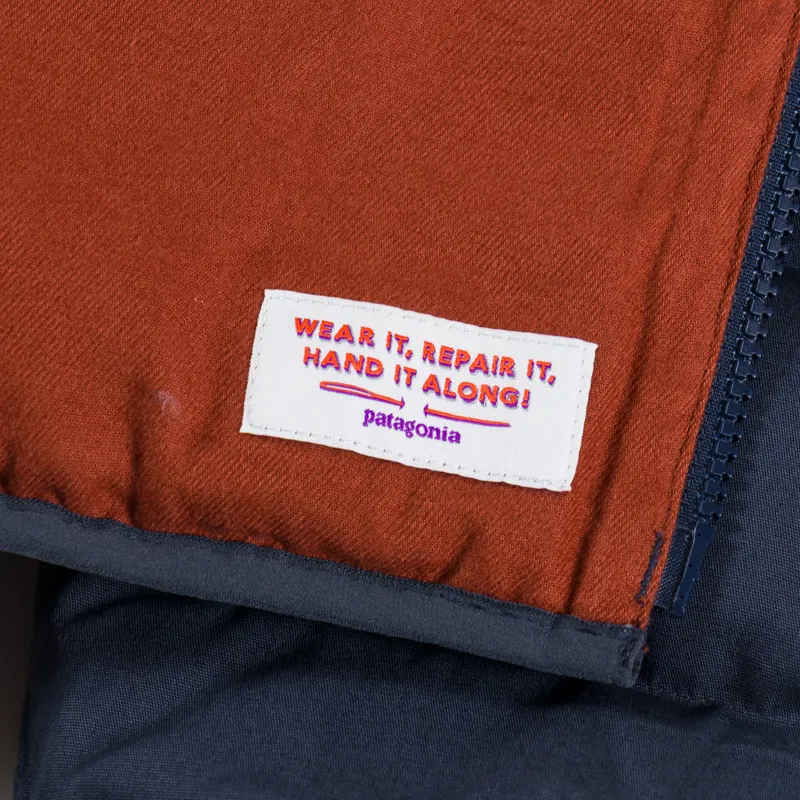 WEAR IT, REPAIR IT,
HAND IT ALONG!
patagonia